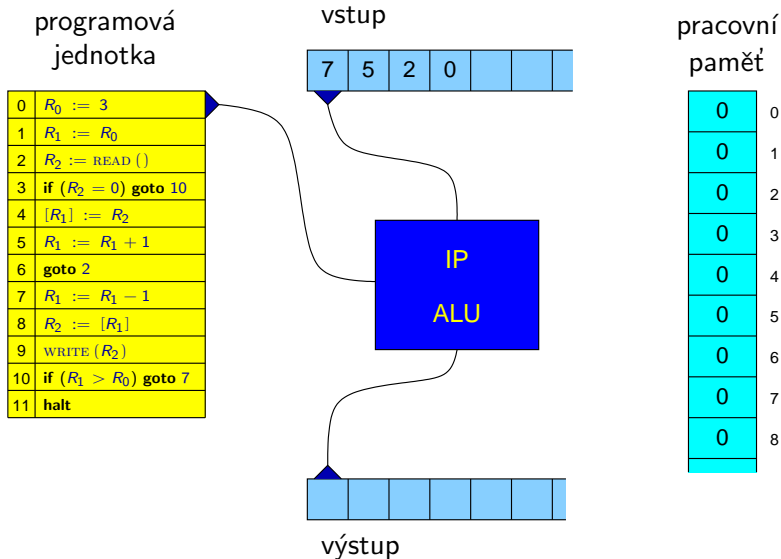 programová
jednotka
0 R0 := 3
1 R1 := R0
2 R2 := READ ()
3 if (R2 = 0) goto 10
4 [R1] := R2
5 R1 := R1 + 1
6 goto 2
7 R1 := R1 − 1
8 R2 := [R1]
9 WRITE (R2)
10 if (R1 > R0) goto 7
11 halt
vstup
7 5 2 0
IP
ALU
výstup
pracovní
paměť
0 0
0 1
0 2
0 3
0 4
0 5
0 6
0 7
0 8